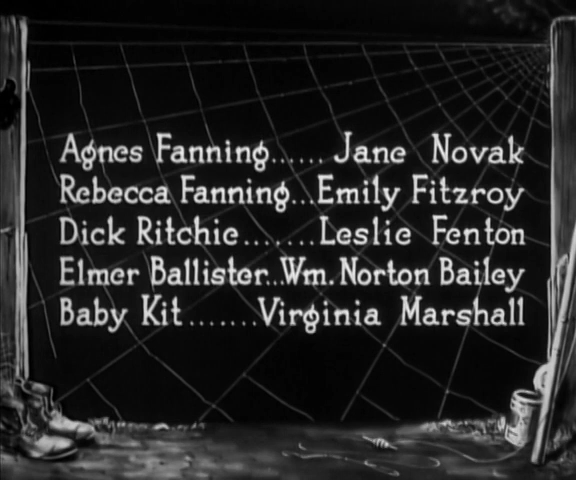 Agnes Fanning...... Jane Novak
Rebecca Fanning...Emily Fitzroy
Dick Ritchie.......Leslie Fenton
Elmer Ballister..Wm. Norton Bailey
Baby Kit.......Virginia Marshall